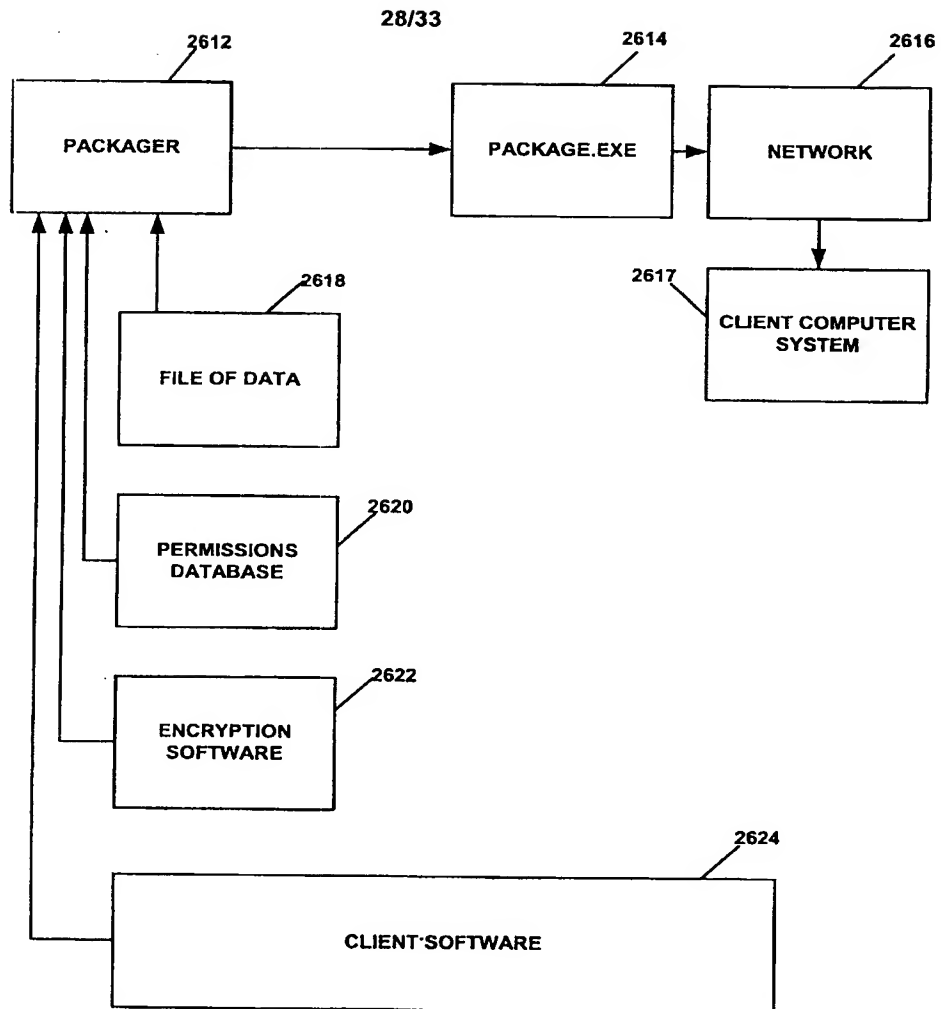 28/33
2612
2614
2616
PACKAGER
PACKAGE.EXE
NETWORK
2618
2617
FILE OF DATA
CLIENT COMPUTER
SYSTEM
2620
PERMISSIONS
DATABASE
2622
ENCRYPTION
SOFTWARE
2624
CLIENT SOFTWARE